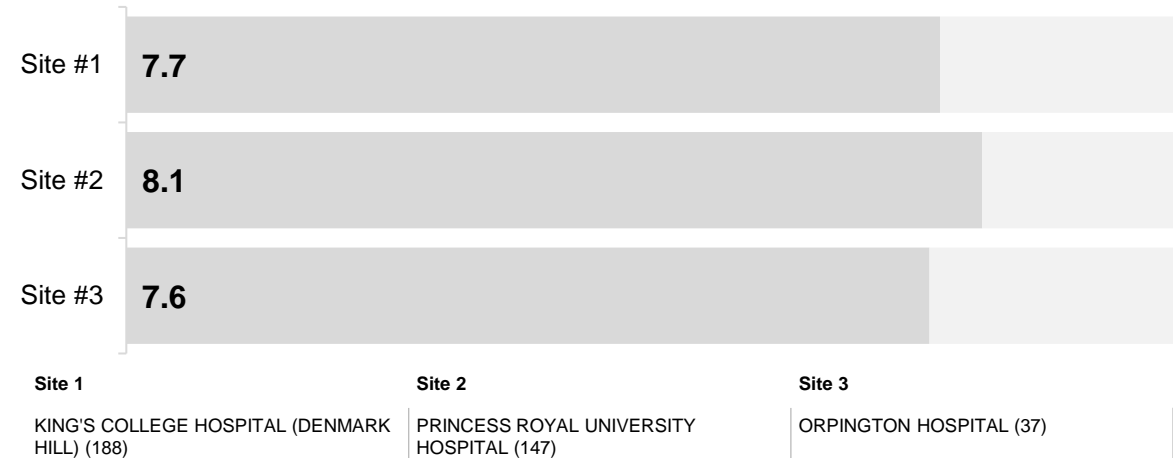 Site #1
7.7
Site #2
8.1
Site #3
7.6
Site 1
KING'S COLLEGE HOSPITAL (DENMARK
HILL) (188)
Site 2
PRINCESS ROYAL UNIVERSITY
HOSPITAL (147)
Site 3
ORPINGTON HOSPITAL (37)